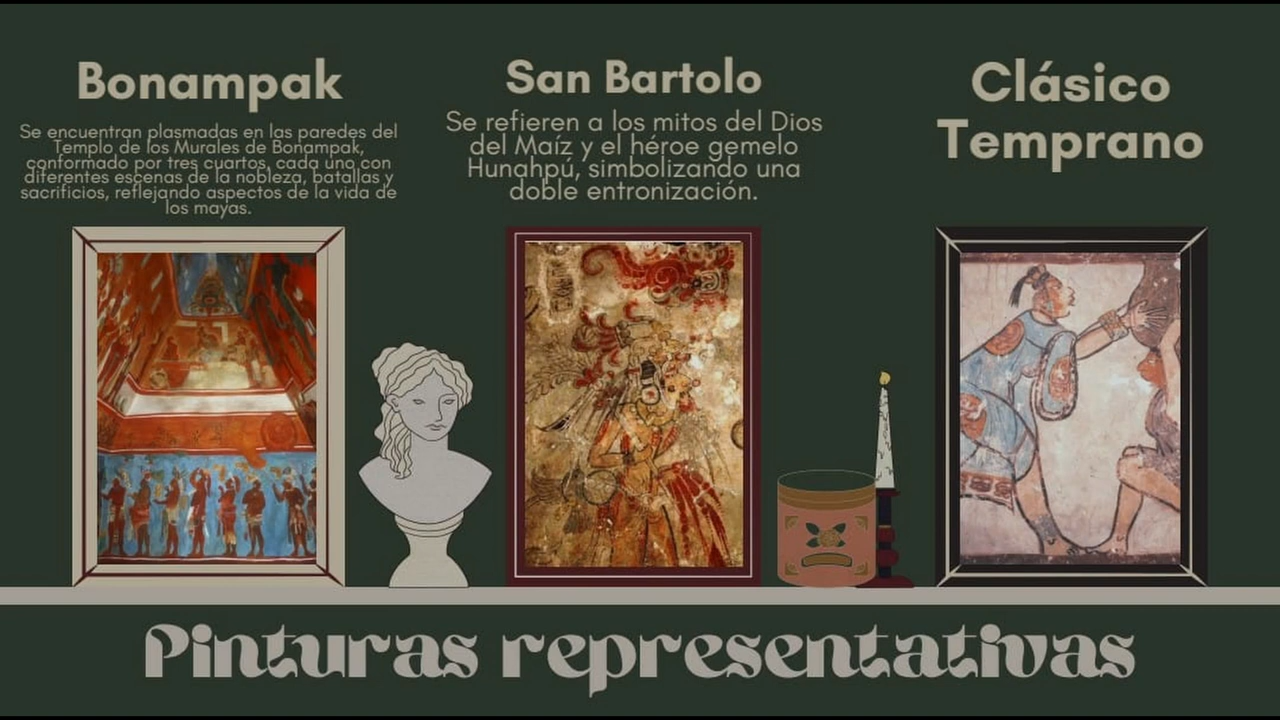 Bonampak
Se encuentran plasmadas en las paredes del
Templo de los Murales de Bonampak,
conformado por tres cuartos, cada uno con
diferentes escenas de la nobleza, batallas y
sacrificios, reflejando aspectos de la vida de
los mayas.
San Bartolo
Se refieren a los mitos del Dios
del Maíz y el héroe gemelo
Hunahpú, simbolizando una
doble entronización.
Clásico
Temprano
Pinturas representativas